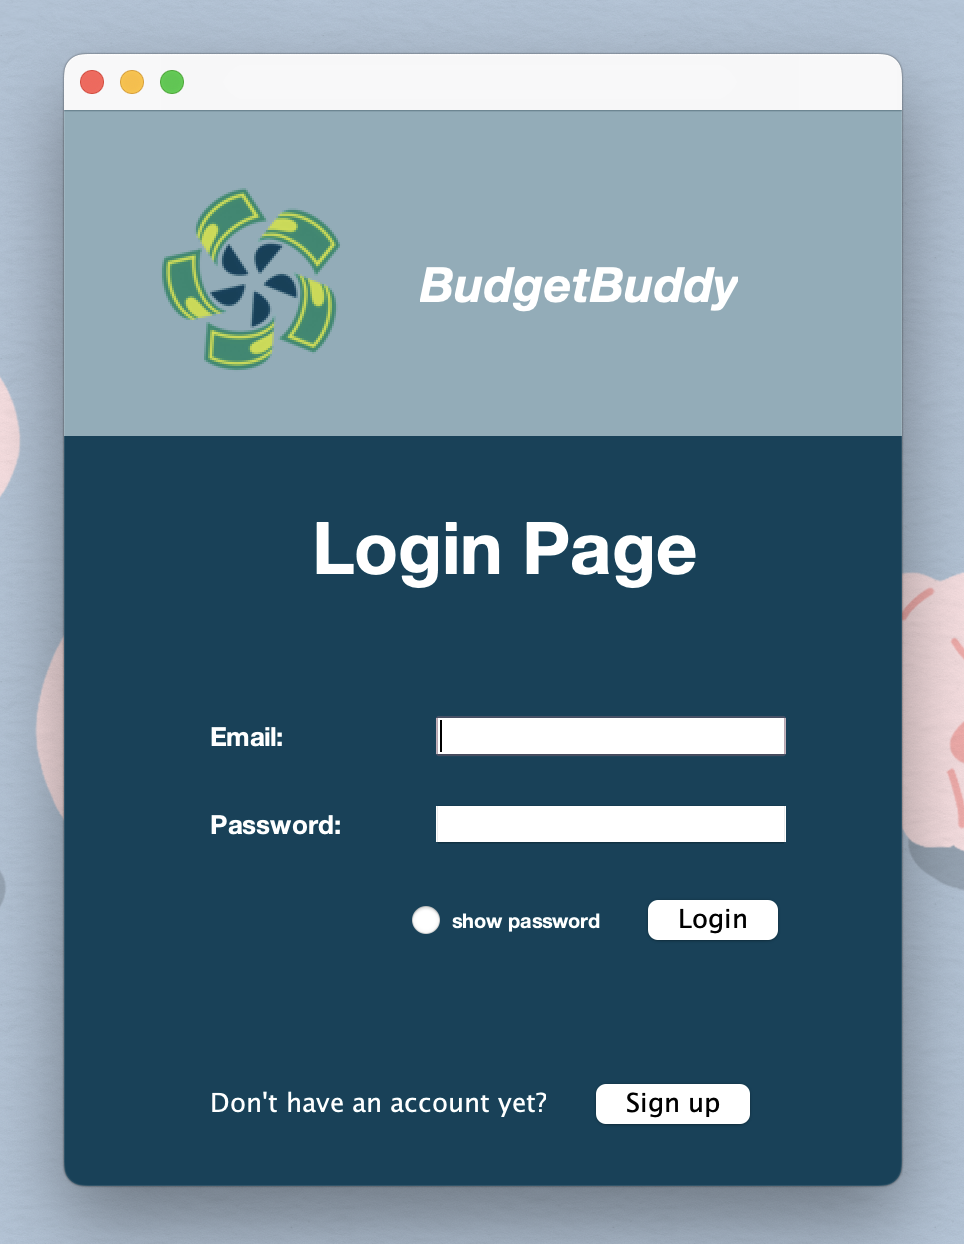 BudgetBuddy
Login Page
Email:
Password:
show password
Login
Don't have an account yet?
Sign up